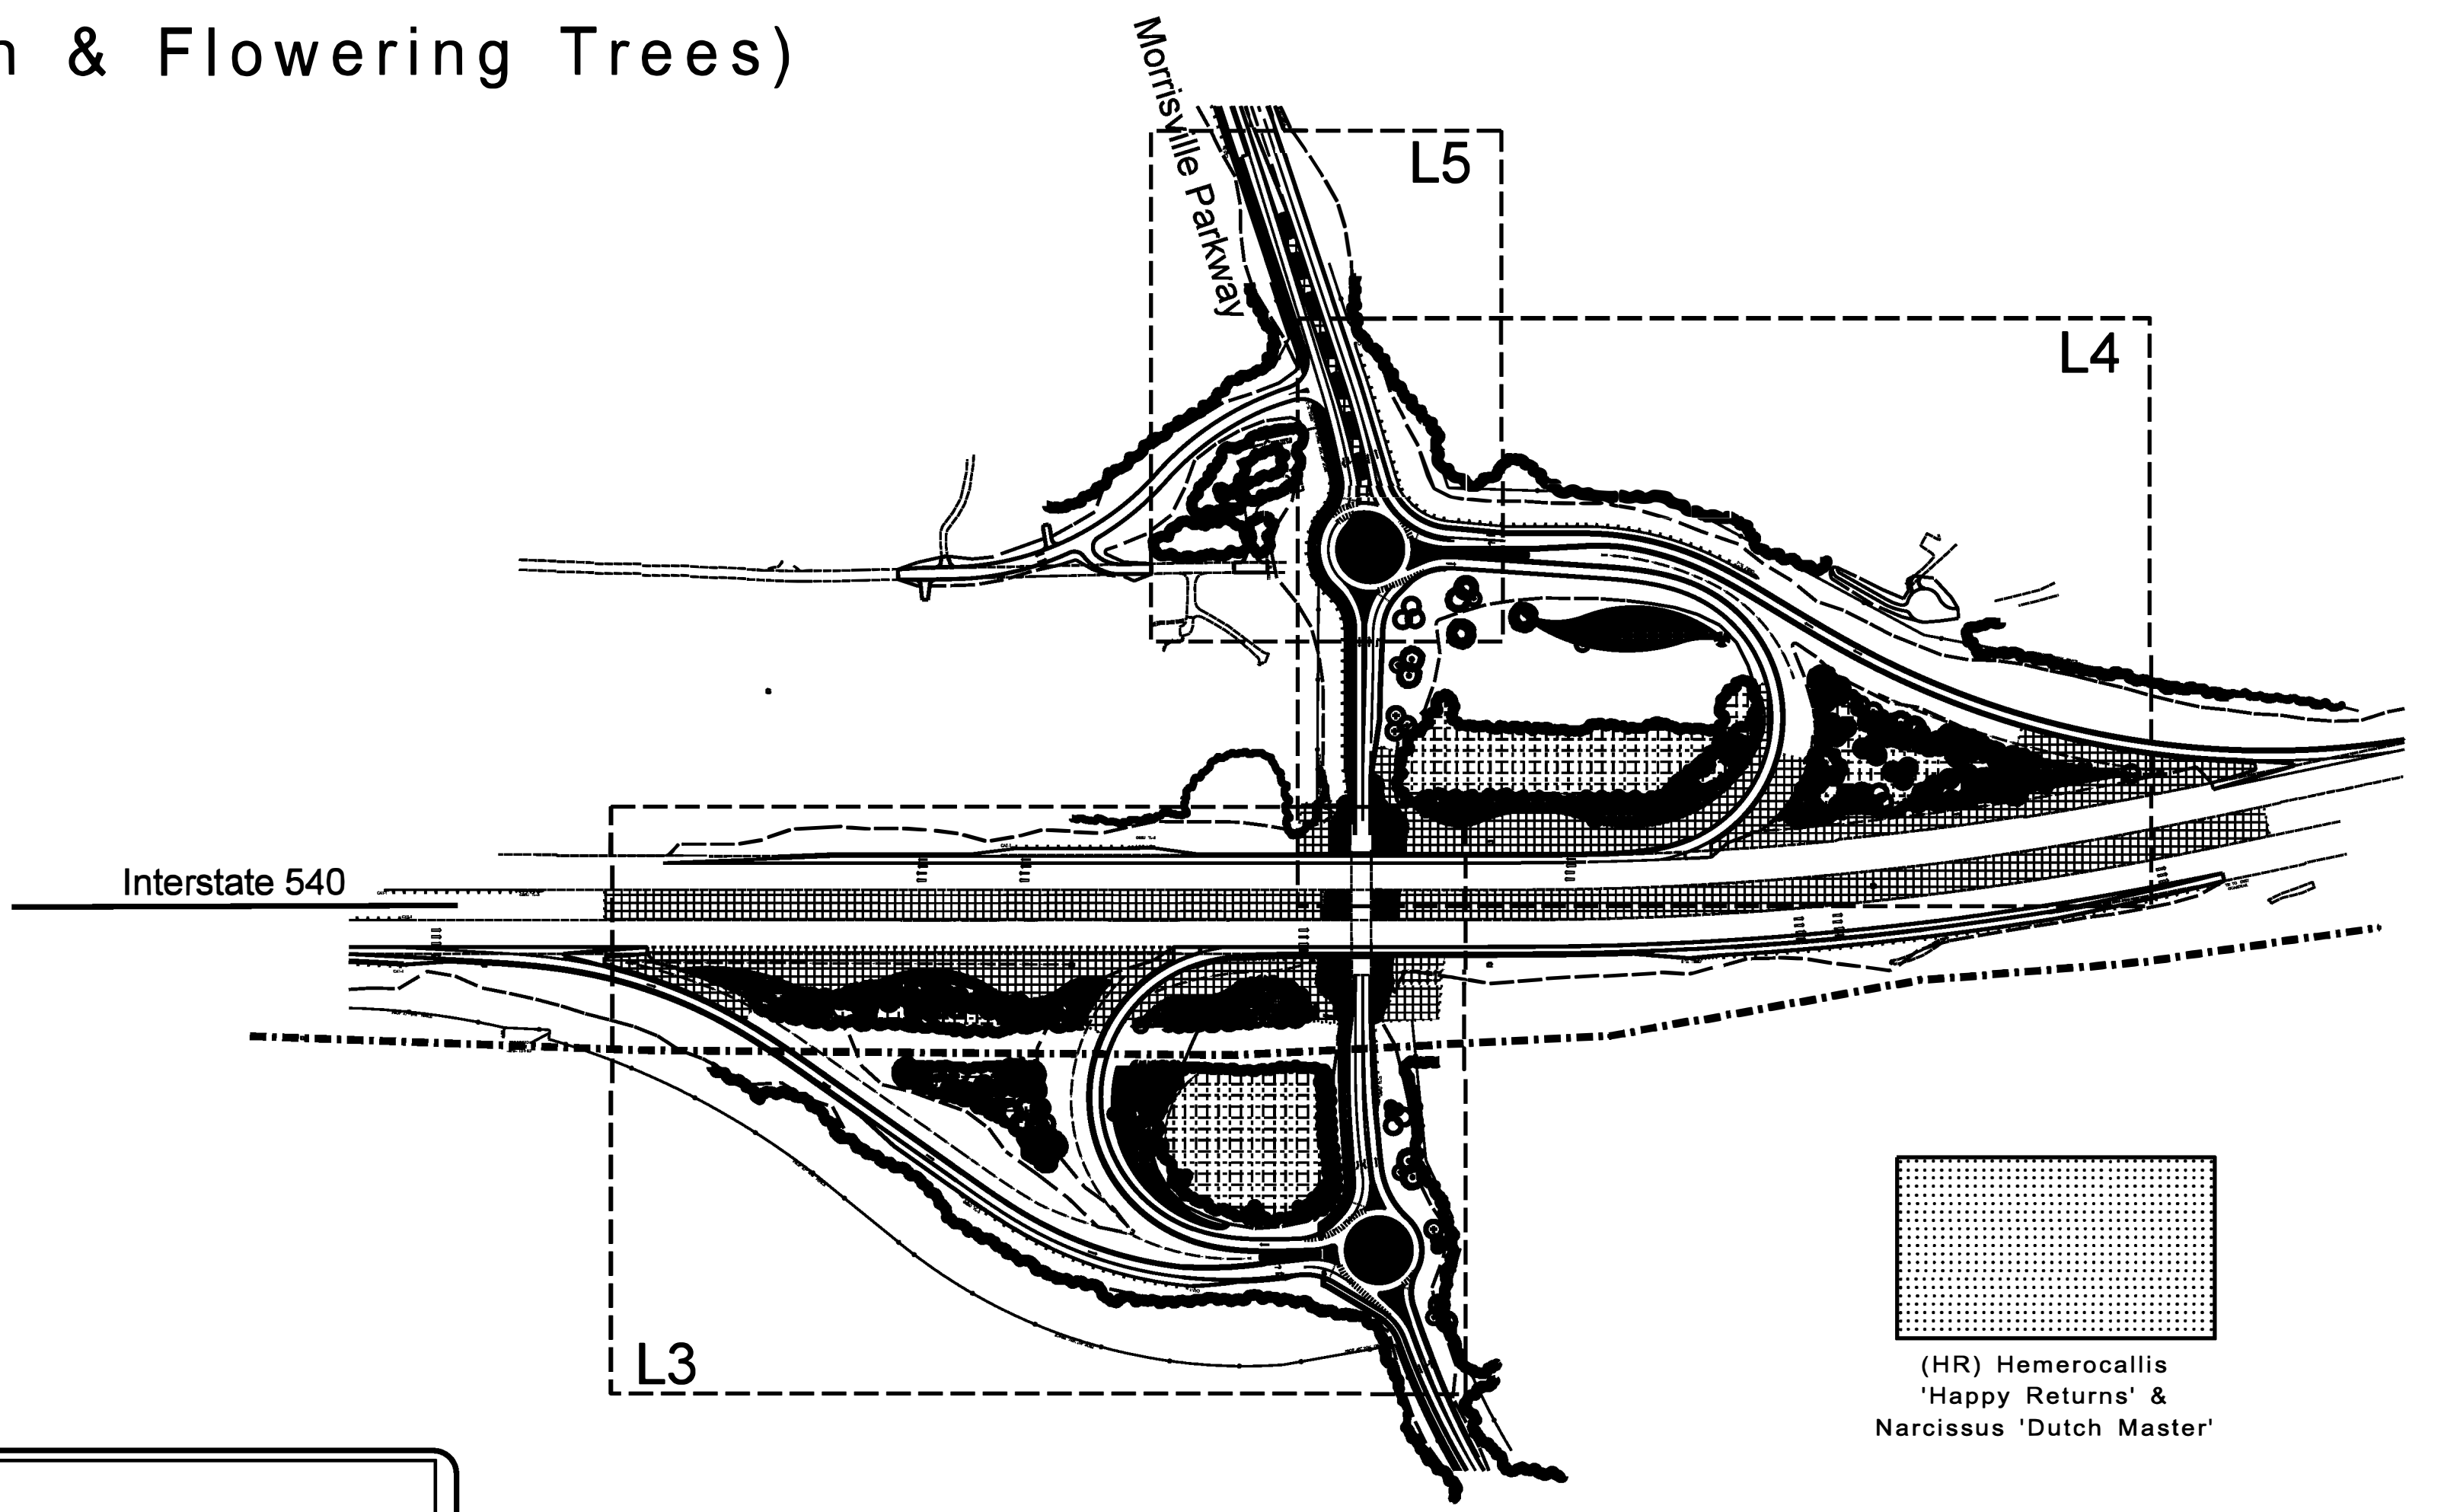 n & Flowering Trees)
Morrisville Parkway
L5
L4
Interstate 540
L3
(HR) Hemerocallis
'Happy Returns' &
Narcissus 'Dutch Master'